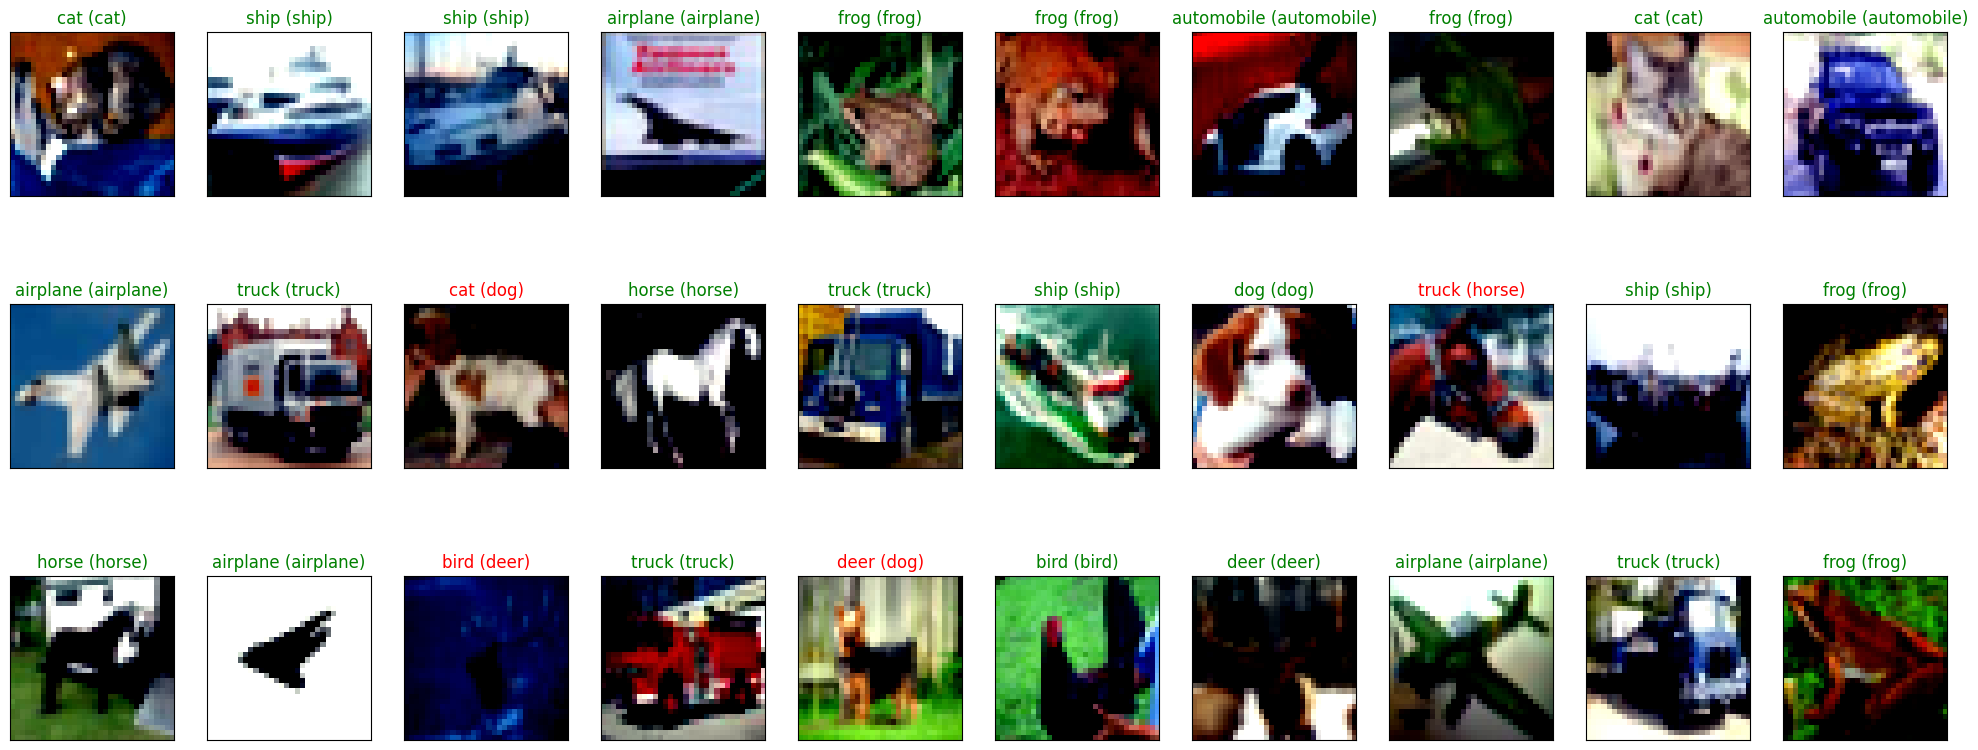 cat (cat)
ship (ship)
ship (ship)
airplane (airplane)
frog (frog)
frog (frog)
automobile (automobile)
frog (frog)
cat (cat)
automobile (automobile)
airplane (airplane)
truck (truck)
cat (dog)
horse (horse)
truck (truck)
ship (ship)
dog (dog)
truck (horse)
ship (ship)
frog (frog)
horse (horse)
airplane (airplane)
bird (deer)
truck (truck)
deer (dog)
bird (bird)
deer (deer)
airplane (airplane)
truck (truck)
frog (frog)